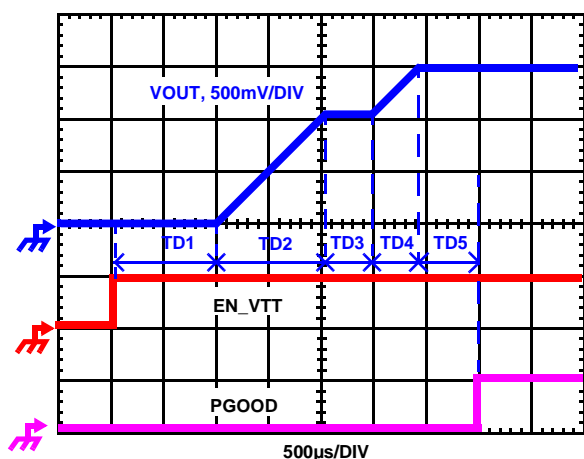 VOUT, 500mV/DIV
TD1 TD2 TD3 TD4 TD5
EN_VTT
PGOOD
500µs/DIV